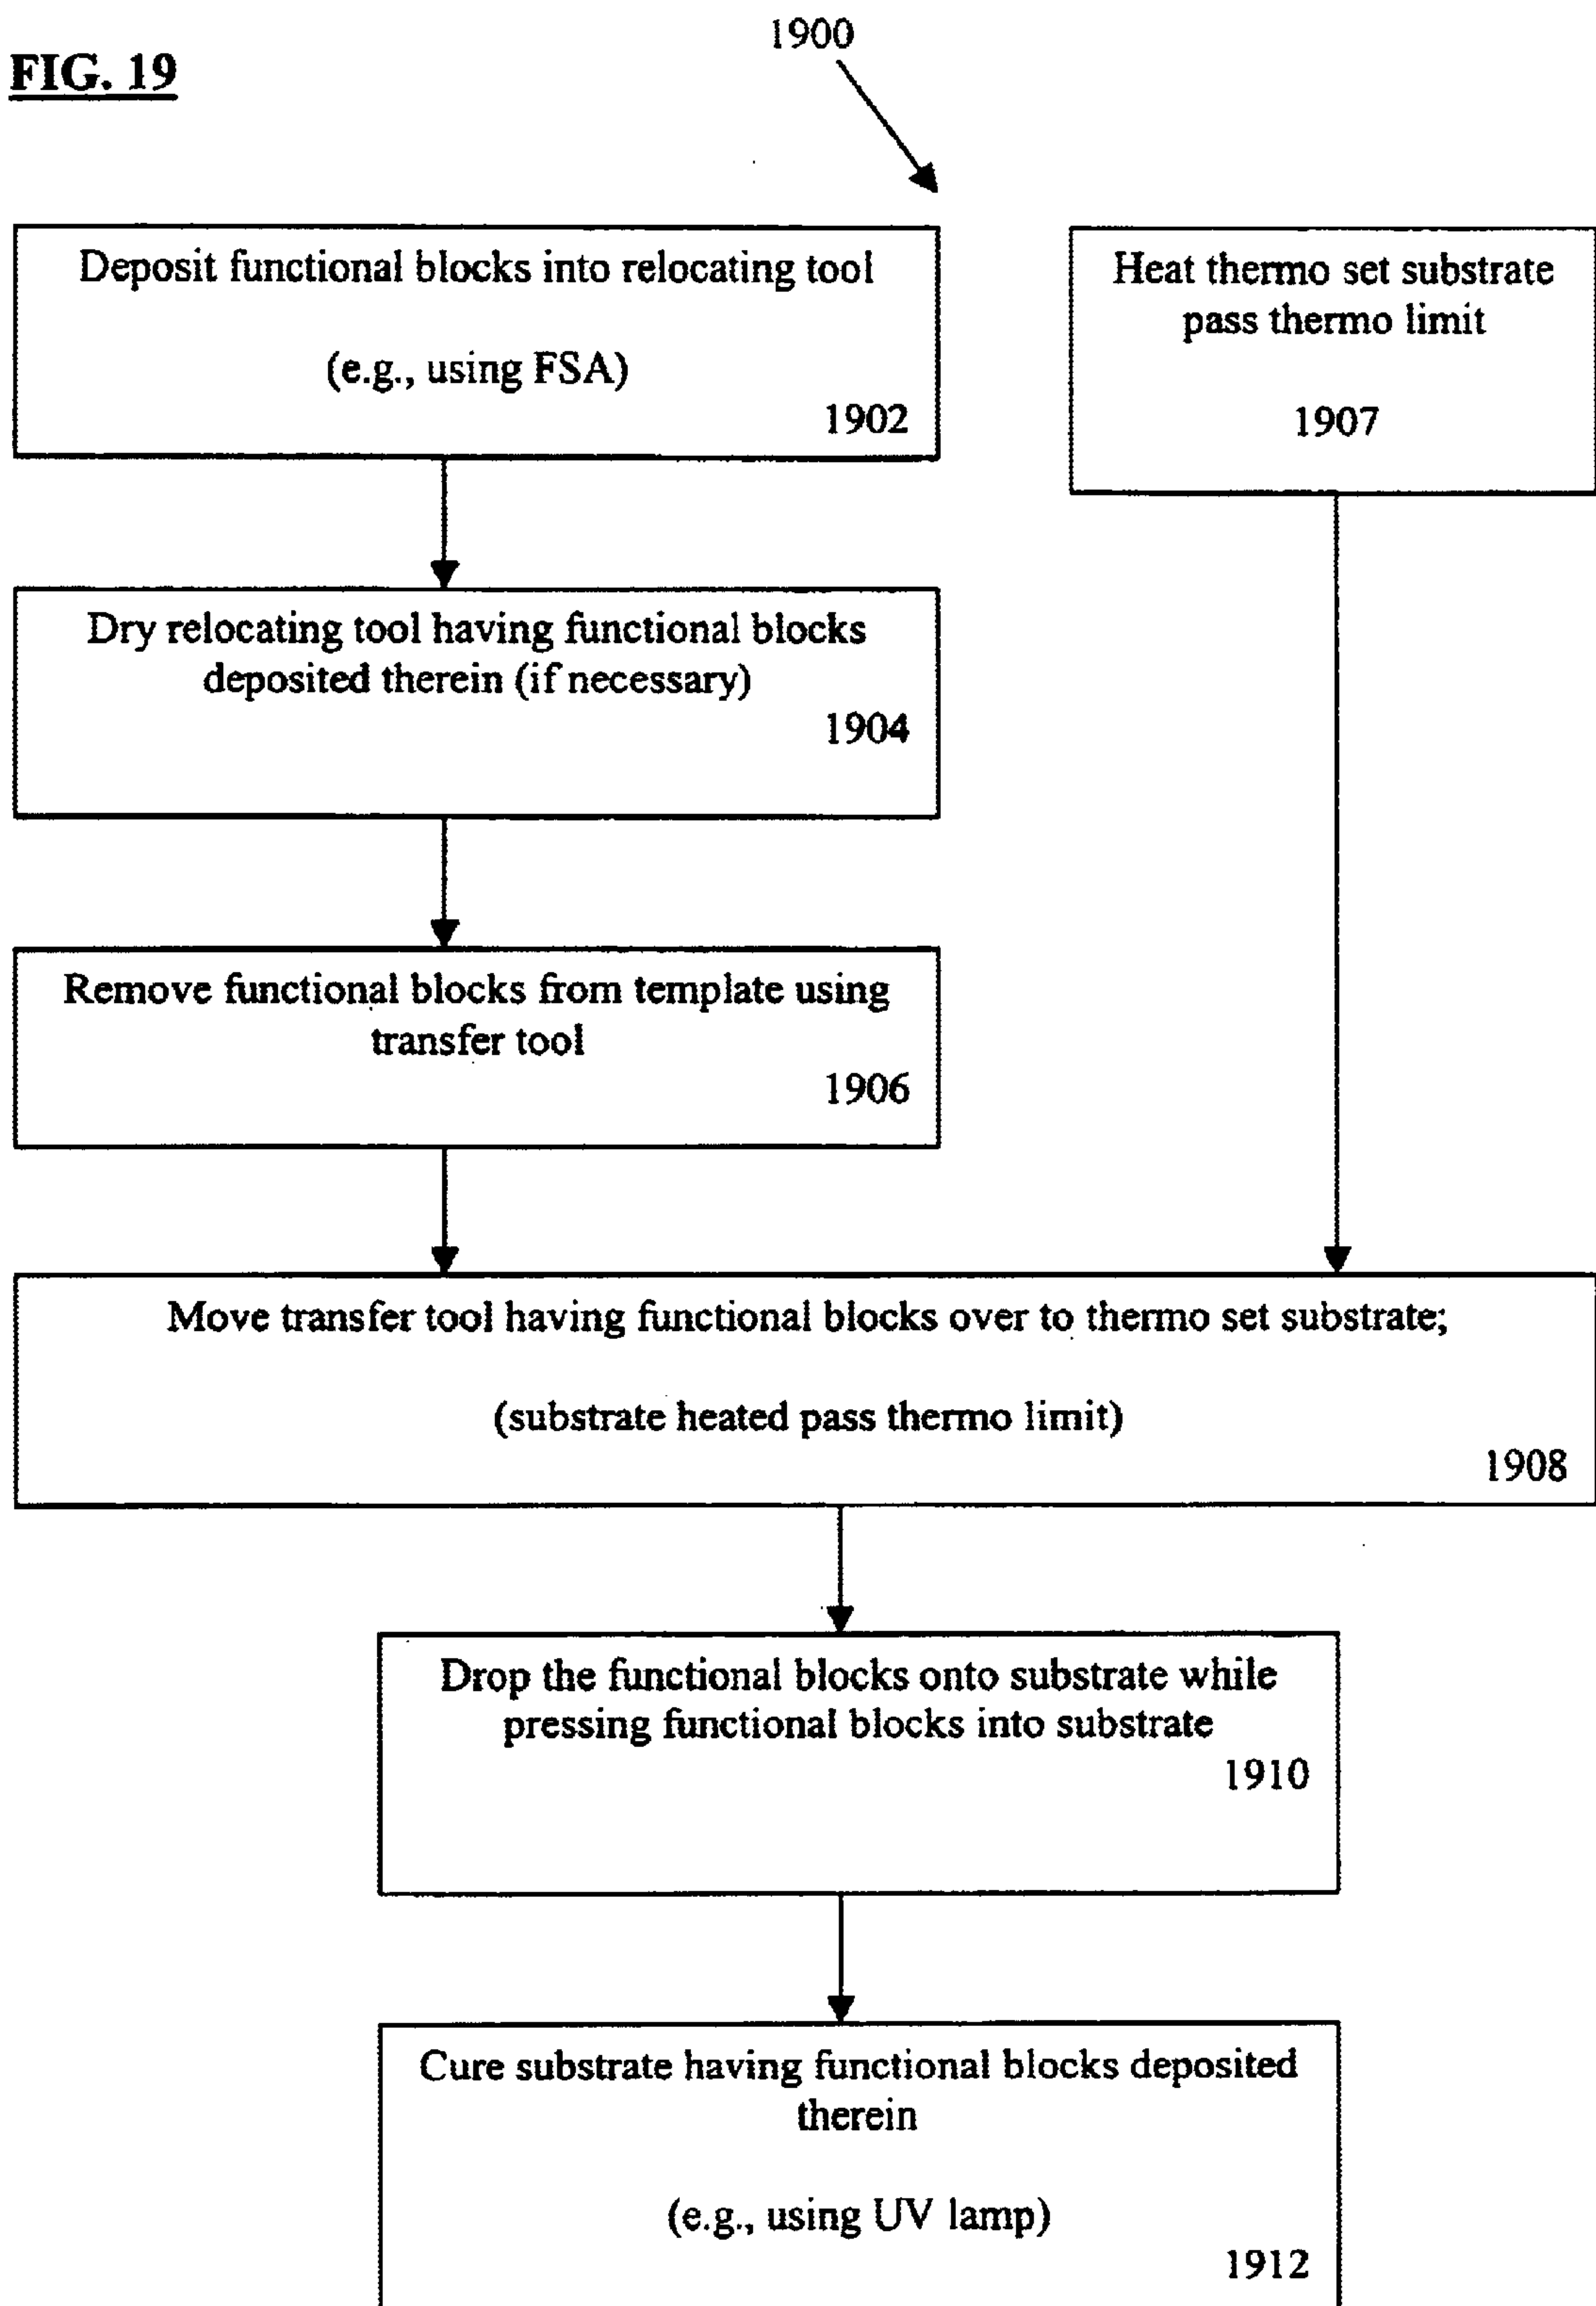 1900
FIG. 19
Deposit functional blocks into relocating tool
(e.g., using FSA)
1902
Heat thermo set substrate
pass thermo limit
1907
Dry relocating tool having functional blocks
deposited therein (if necessary)
1904
Remove functional blocks from template using
transfer tool
1906
Move transfer tool having functional blocks over to thermo set substrate;
(substrate heated pass thermo limit)
1908
Drop the functional blocks onto substrate while
pressing functional blocks into substrate
1910
Cure substrate having functional blocks deposited
therein
(e.g., using UV lamp)
1912